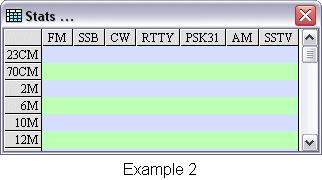 Stats ...
FM SSB CW RTTY PSK31 AM SSTV
23CM
70CM
2M
6M
10M
12M
Example 2